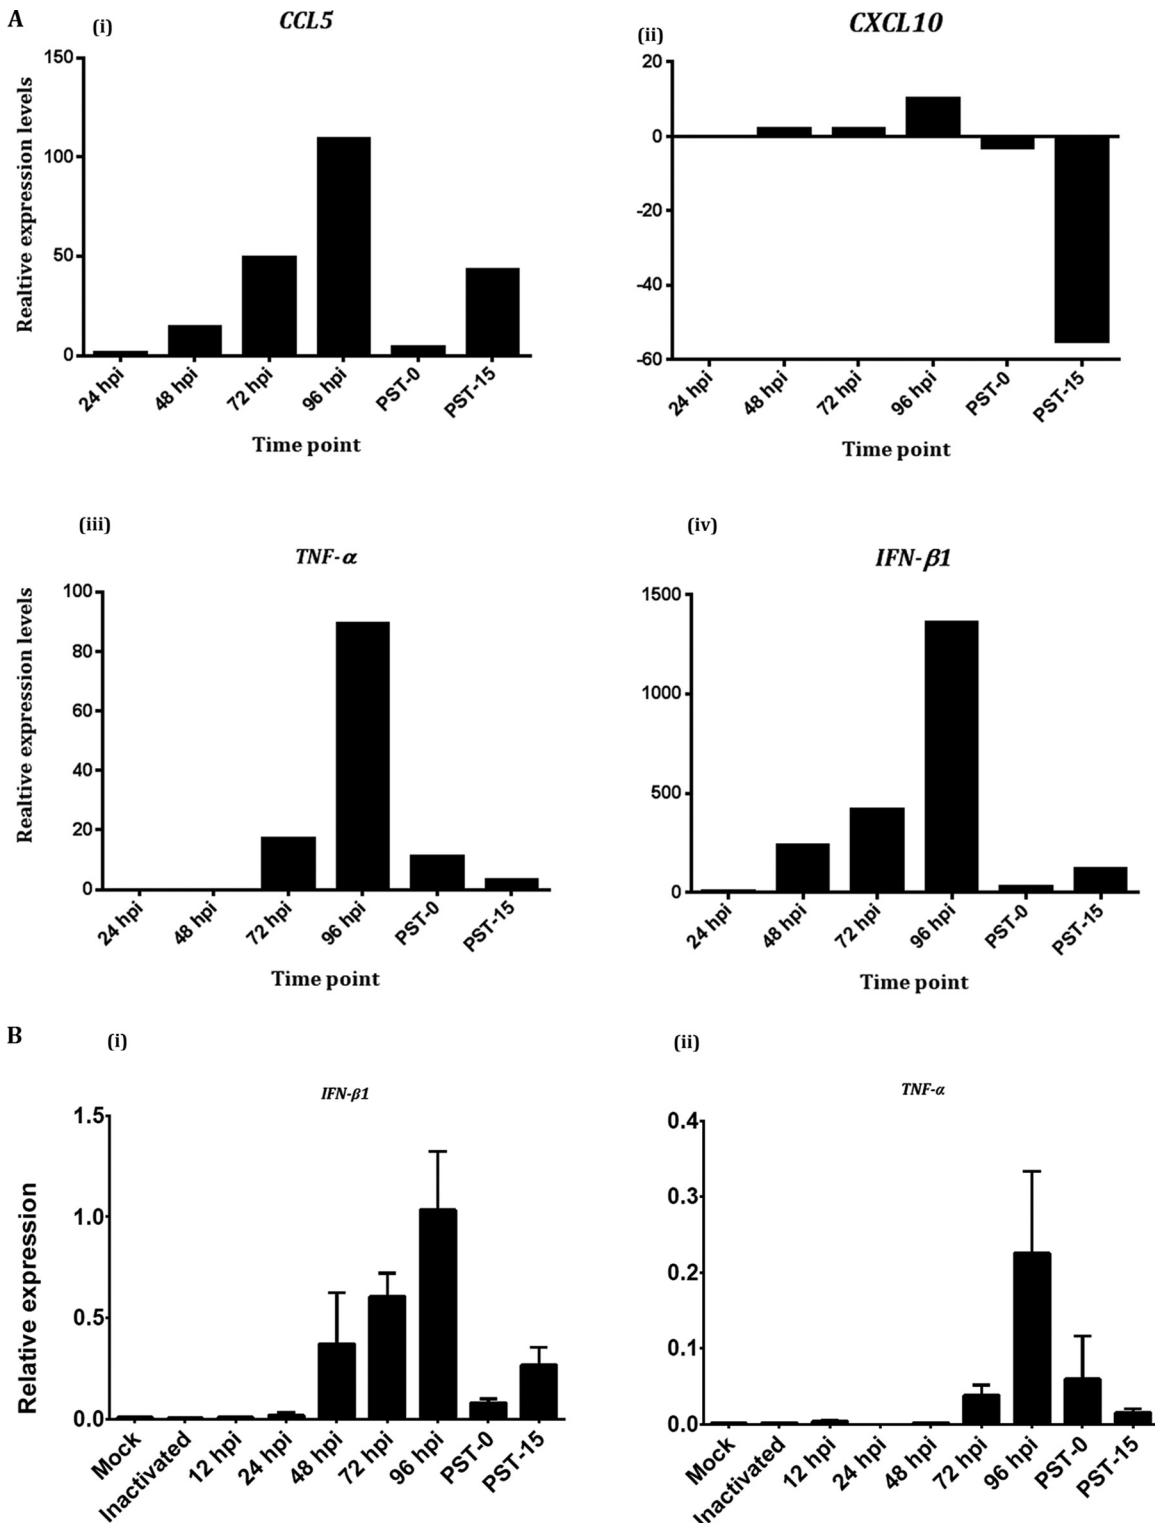 A
(i)
CCL5
Realtive expression levels
150
100
50
0
24 hpi
48 hpi
72 hpi
96 hpi
PST-0
PST-15
Time point
(ii)
CXCL10
20
0
-20
-40
-60
24 hpi
48 hpi
72 hpi
96 hpi
PST-0
PST-15
Time point
(iii)
TNF-α
Realtive expression levels
100
80
60
40
20
0
24 hpi
48 hpi
72 hpi
96 hpi
PST-0
PST-15
Time point
(iv)
IFN-β1
1500
1000
500
0
24 hpi
48 hpi
72 hpi
96 hpi
PST-0
PST-15
Time point
B
(i)
IFN-β1
Relative expression
1.5
1.0
0.5
0.0
Mock
Inactivated
12 hpi
24 hpi
48 hpi
72 hpi
96 hpi
PST-0
PST-15
(ii)
TNF-α
0.4
0.3
0.2
0.1
0.0
Mock
Inactivated
12 hpi
24 hpi
48 hpi
72 hpi
96 hpi
PST-0
PST-15